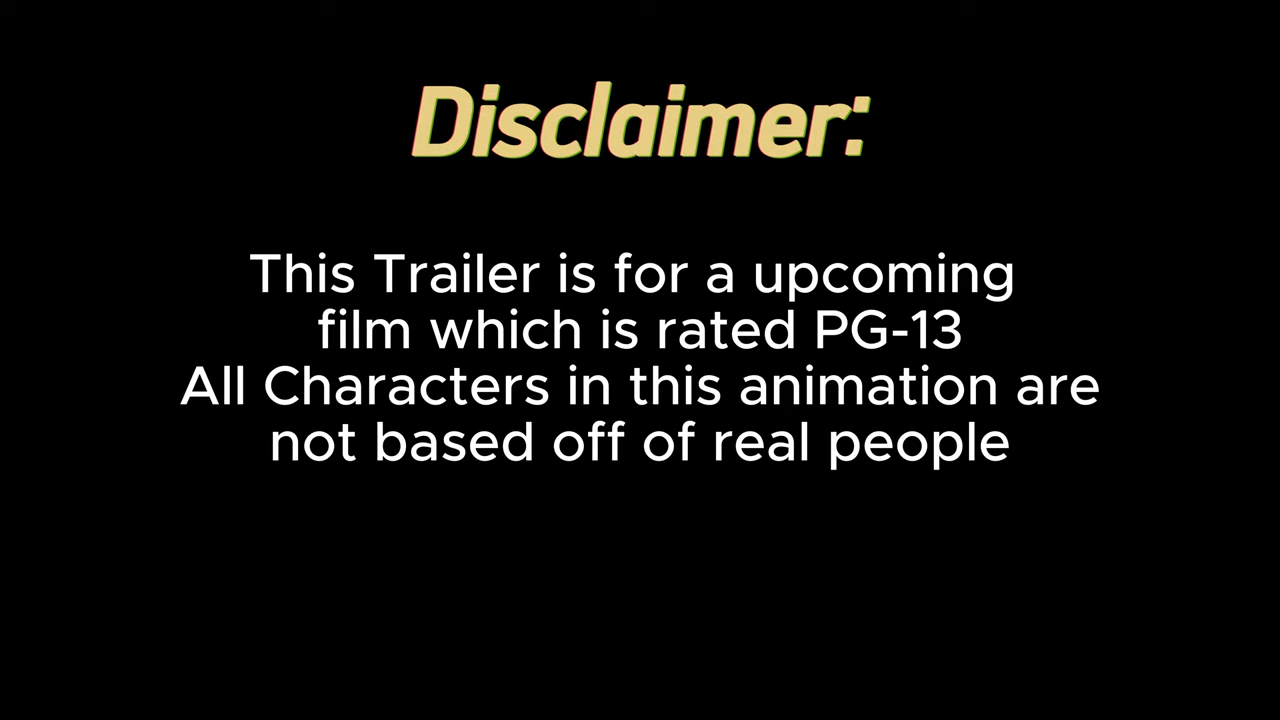 Disclaimer:
This Trailer is for a upcoming
film which is rated PG-13
All Characters in this animation are
not based off of real people